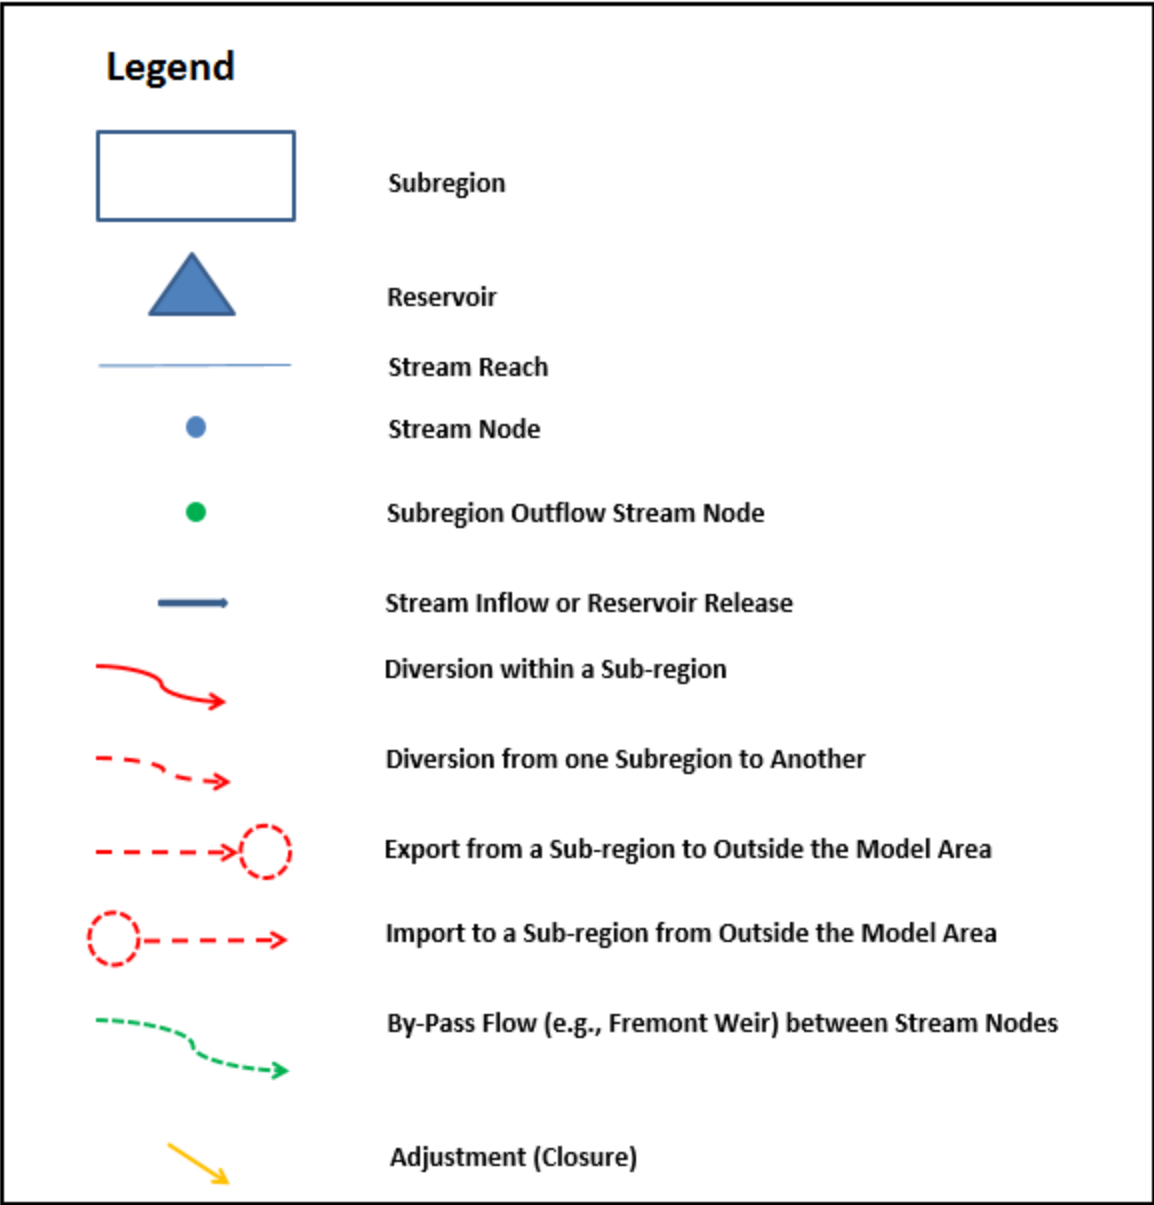 Legend
Subregion
Reservoir
Stream Reach
Stream Node
Subregion Outflow Stream Node
Stream Inflow or Reservoir Release
Diversion within a Sub-region
Diversion from one Subregion to Another
Export from a Sub-region to Outside the Model Area
Import to a Sub-region from Outside the Model Area
By-Pass Flow (e.g., Fremont Weir) between Stream Nodes
Adjustment (Closure)